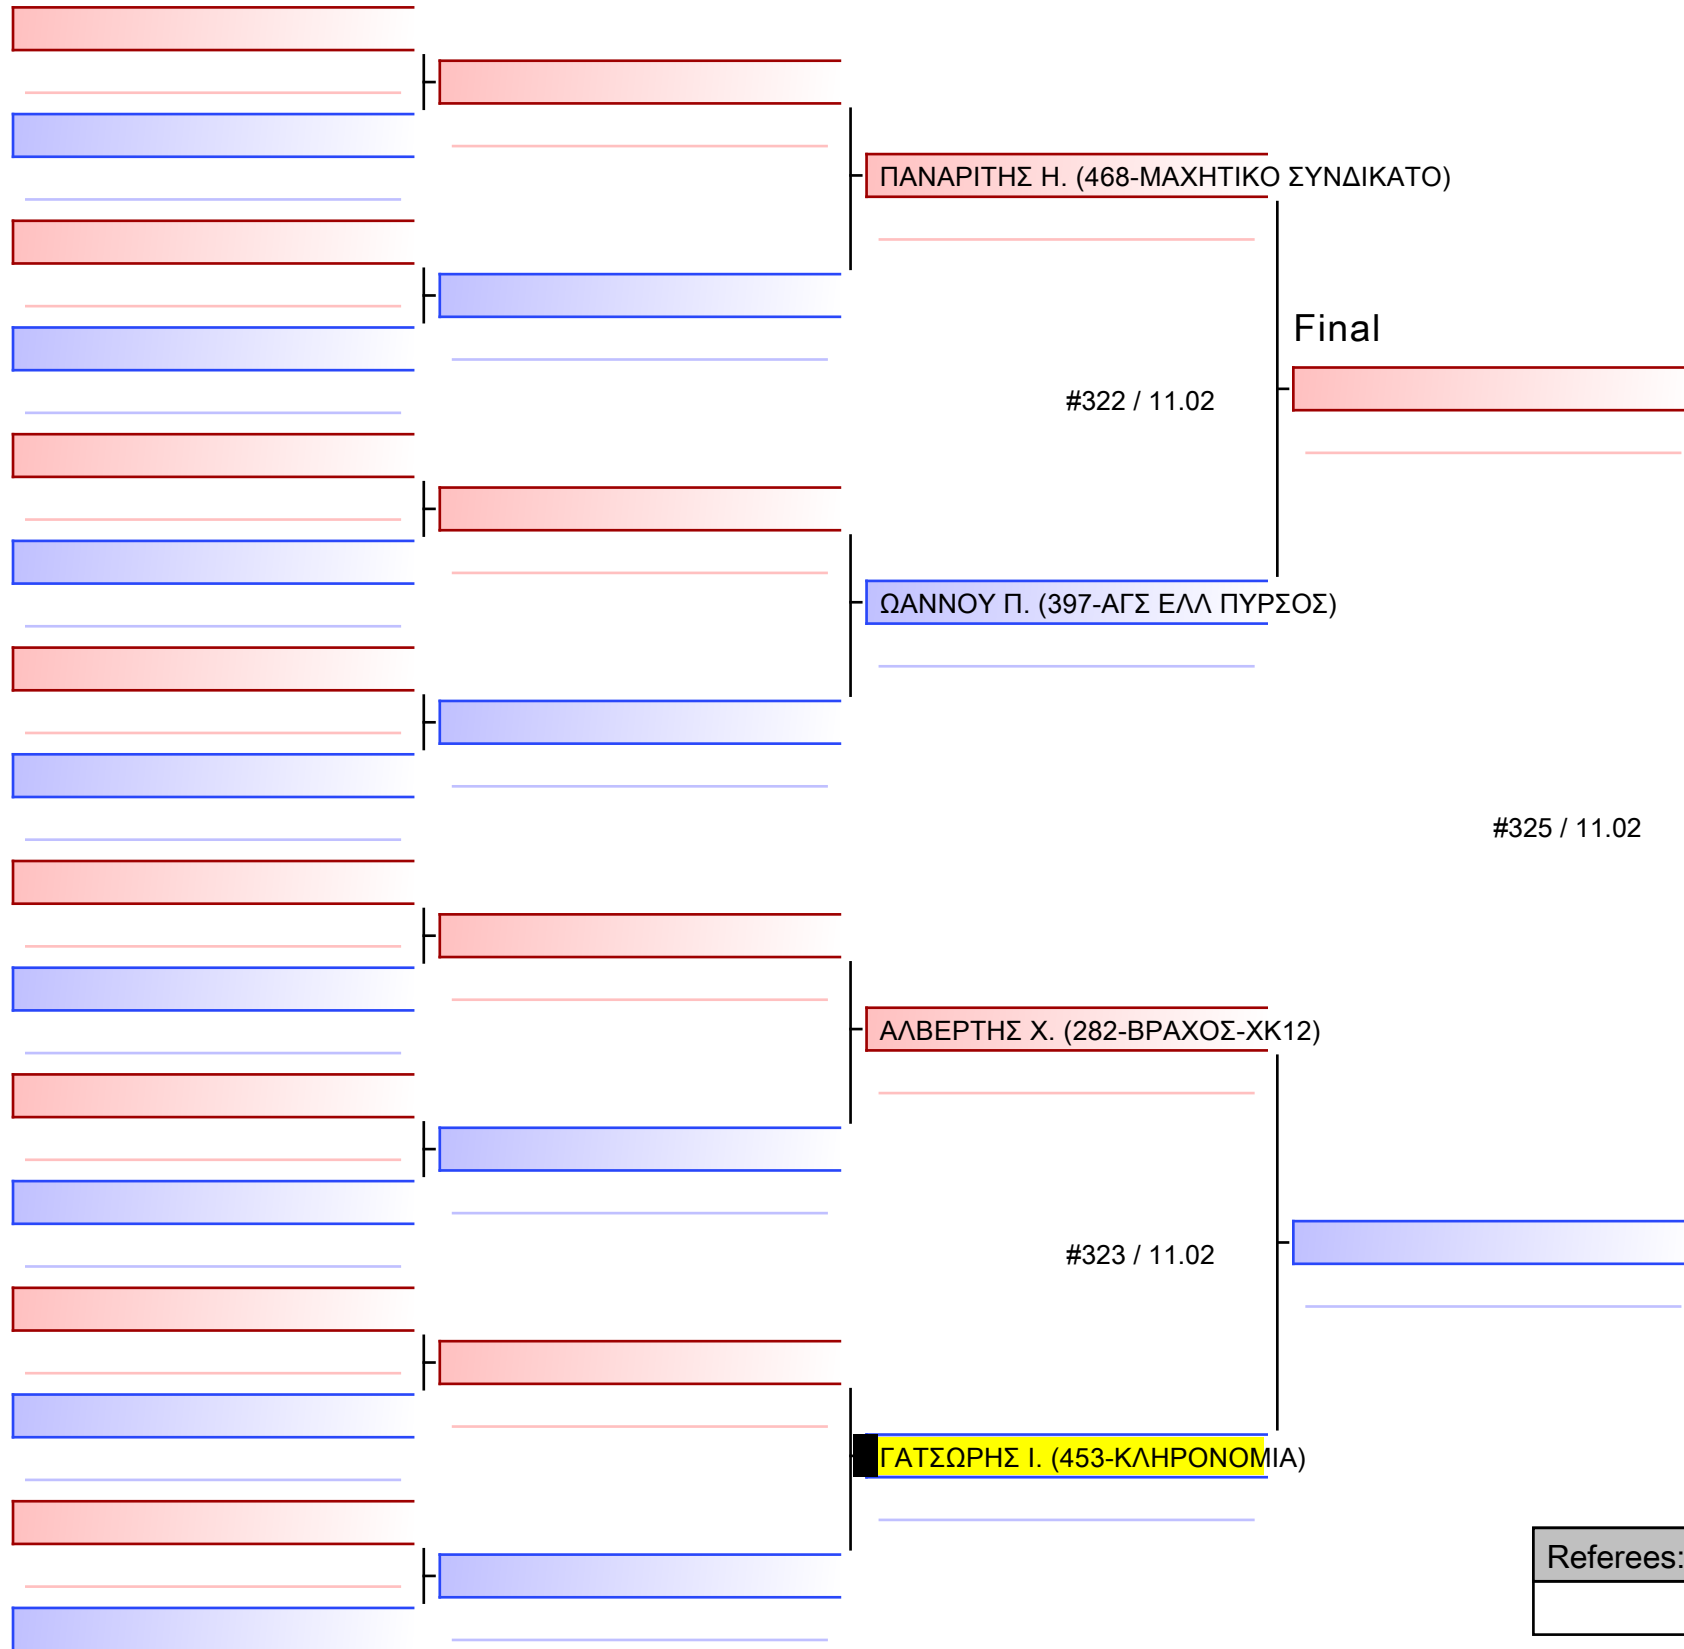 ΠΑΝΑΡΙΤΗΣ Η. (468-ΜΑΧΗΤΙΚΟ ΣΥΝΔΙΚΑΤΟ)
Final
#322 / 11.02
ΩΑΝΝΟΥ Π. (397-ΑΓΣ ΕΛΛ ΠΥΡΣΟΣ)
#325 / 11.02
ΑΛΒΕΡΤΗΣ Χ. (282-ΒΡΑΧΟΣ-ΧΚ12)
#323 / 11.02
ΓΑΤΣΩΡΗΣ Ι. (453-ΚΛΗΡΟΝΟΜΙΑ)
Referees: